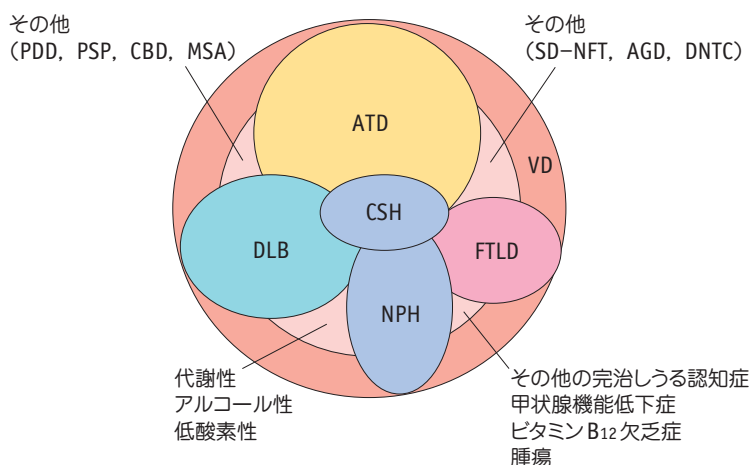 その他
(PDD, PSP, CBD, MSA)
その他
(SD-NFT, AGD, DNTC)
ATD
VD
CSH
DLB
FTLD
NPH
代謝性
アルコール性
低酸素性
その他の完治しうる認知症
甲状腺機能低下症
ビタミンB12欠乏症
腫瘍